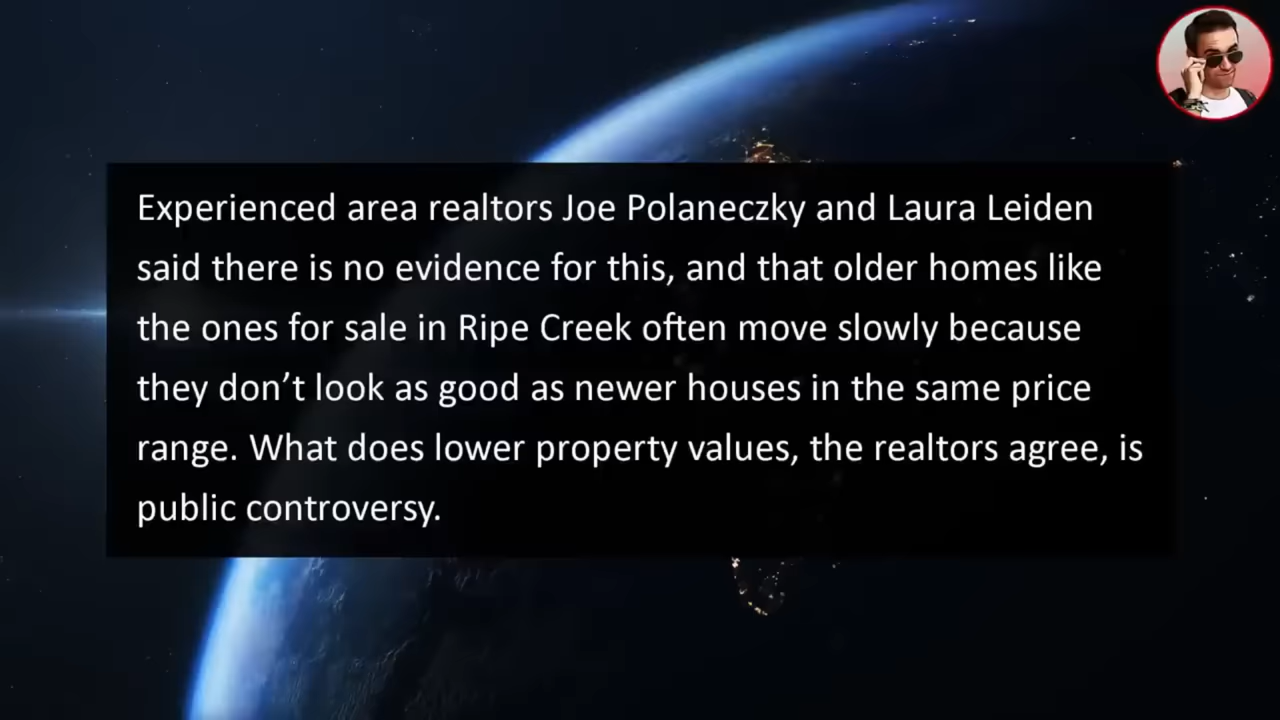 Experienced area realtors Joe Polaneczky and Laura Leiden
said there is no evidence for this, and that older homes like
the ones for sale in Ripe Creek often move slowly because
they don’t look as good as newer houses in the same price
range. What does lower property values, the realtors agree, is
public controversy.